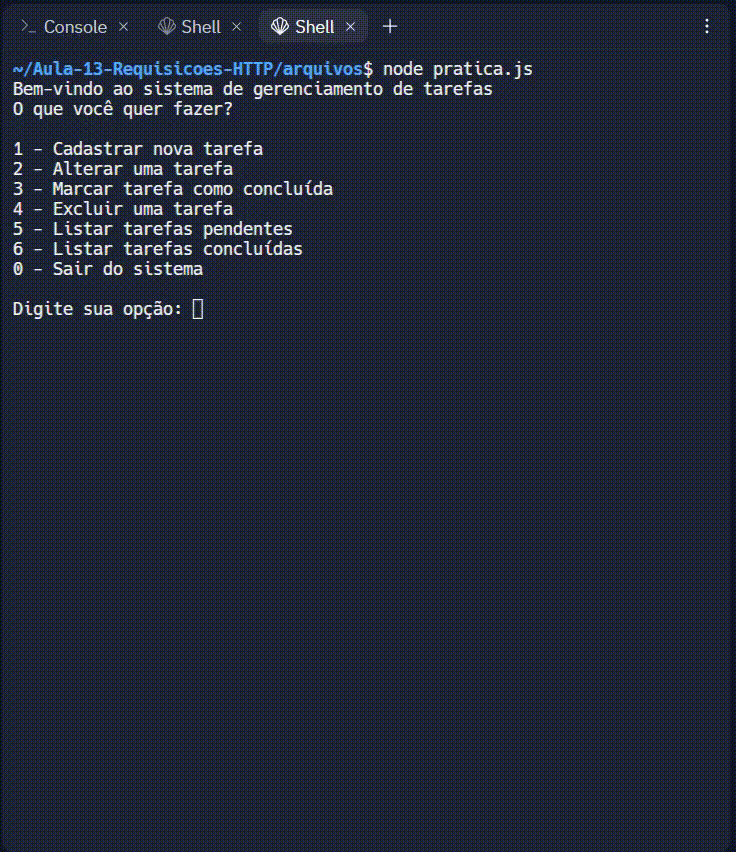 Console
Shell
Shell
~/Aula-13-Requisicoes-HTTP/arquivos$ node pratica.js
Bem-vindo ao sistema de gerenciamento de tarefas
O que você quer fazer?
1 - Cadastrar nova tarefa
2 - Alterar uma tarefa
3 - Marcar tarefa como concluída
4 - Excluir uma tarefa
5 - Listar tarefas pendentes
6 - Listar tarefas concluídas
0 - Sair do sistema
Digite sua opção: